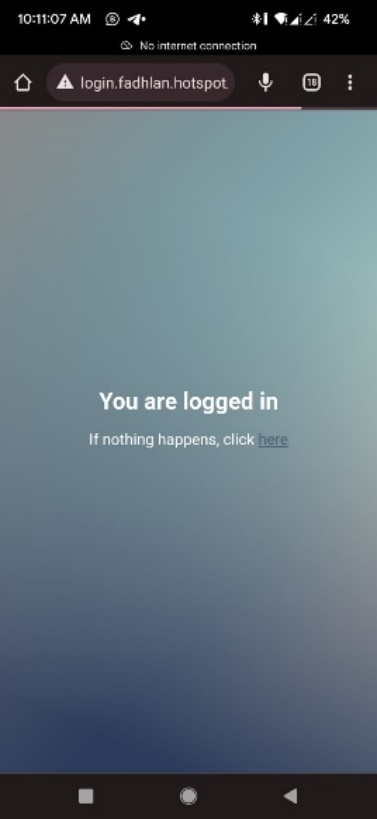 10:11:07 AM 42%
No internet connection
login.fadhlan.hotspot.
18
You are logged in
If nothing happens, click here